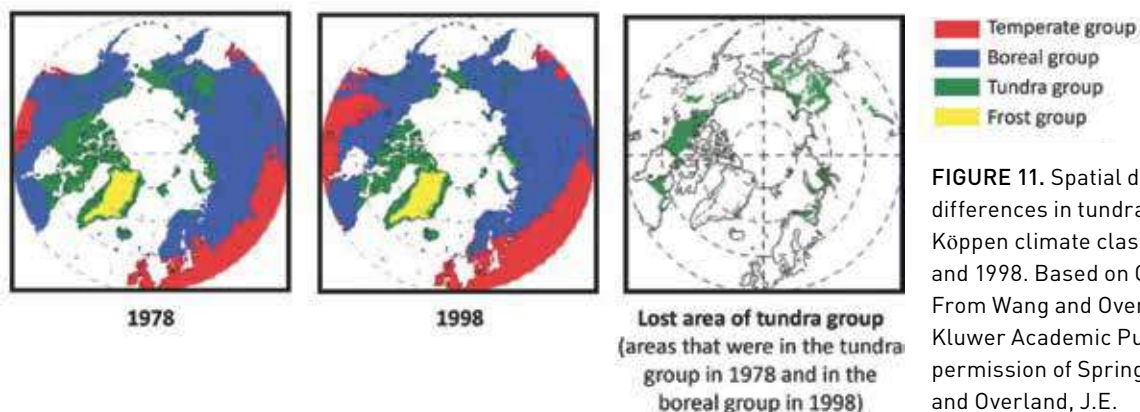 Temperate group
Boreal group
Tundra group
Frost group
1978
1998
Lost area of tundra group
(areas that were in the tundra
group in 1978 and in the
boreal group in 1998)
FIGURE 11. Spatial d
differences in tundra
Köppen climate clas
and 1998. Based on
From Wang and Over
Kluwer Academic Pu
permission of Spring
and Overland, J.E.